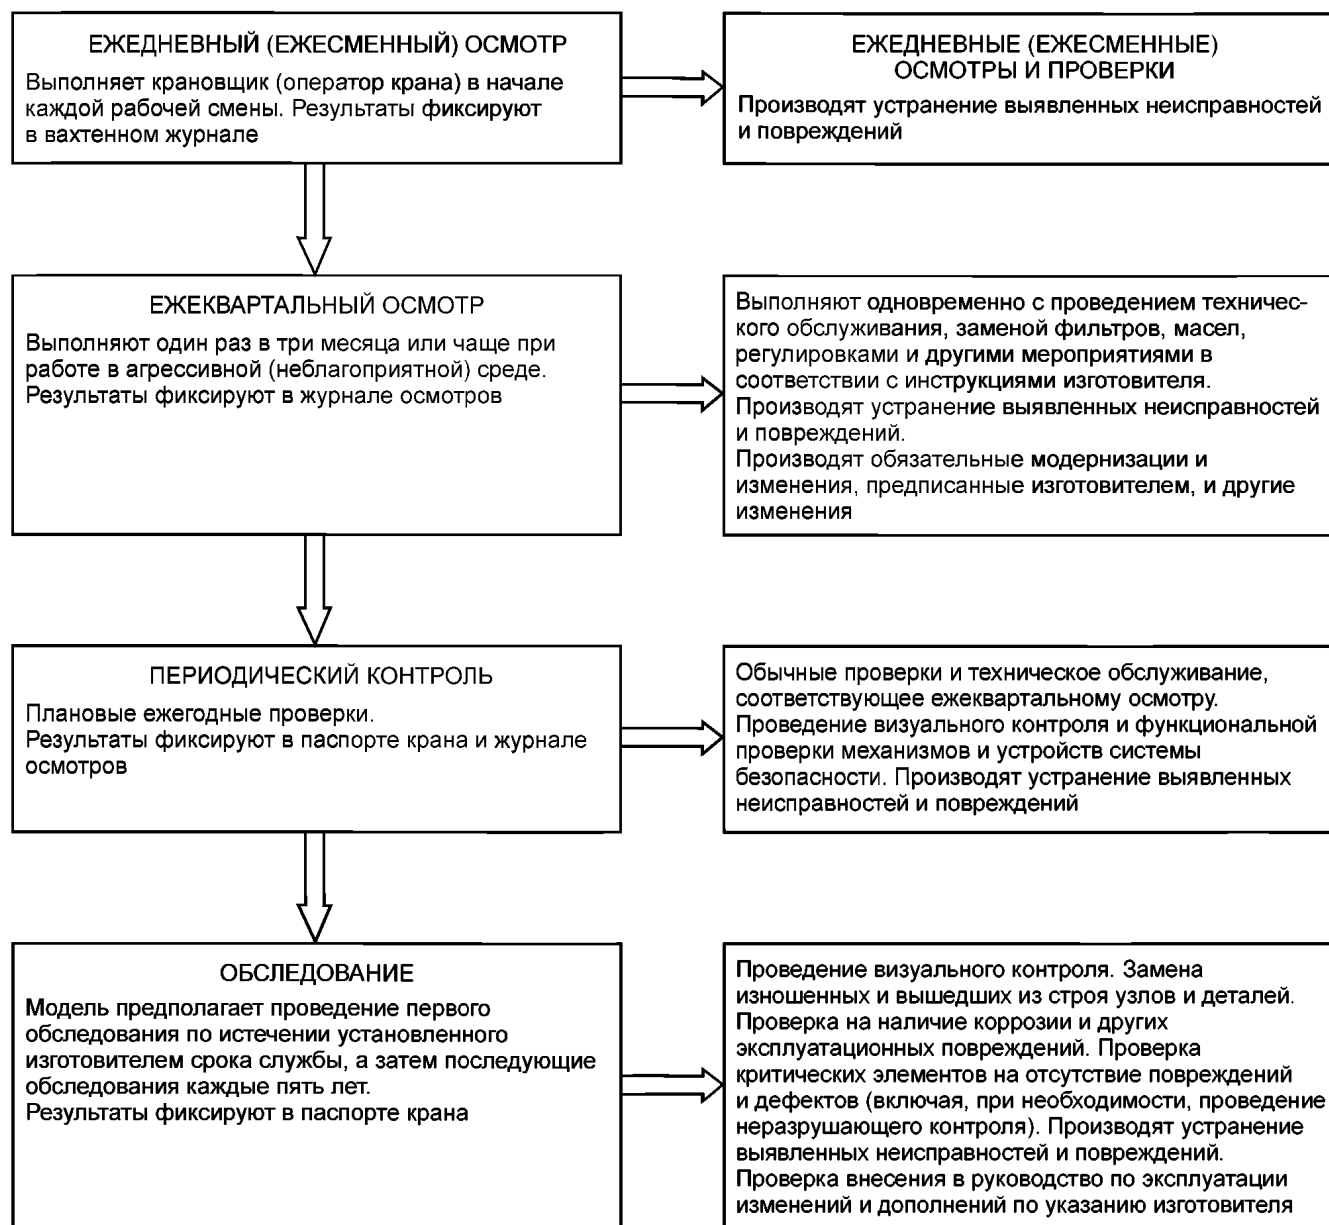 ЕЖЕДНЕВНЫЙ (ЕЖЕСМЕННЫЙ) ОСМОТР
Выполняет крановщик (оператор крана) в начале
каждой рабочей смены. Результаты фиксируют
в вахтенном журнале
ЕЖЕДНЕВНЫЕ (ЕЖЕСМЕННЫЕ)
ОСМОТРЫ И ПРОВЕРКИ
Производят устранение выявленных неисправностей
и повреждений
ЕЖЕКВАРТАЛЬНЫЙ ОСМОТР
Выполняют один раз в три месяца или чаще при
работе в агрессивной (неблагоприятной) среде.
Результаты фиксируют в журнале осмотров
Выполняют одновременно с проведением техничес-
кого обслуживания, заменой фильтров, масел,
регулировками и другими мероприятиями в
соответствии с инструкциями изготовителя.
Производят устранение выявленных неисправностей
и повреждений.
Производят обязательные модернизации и
изменения, предписанные изготовителем, и другие
изменения
ПЕРИОДИЧЕСКИЙ КОНТРОЛЬ
Плановые ежегодные проверки.
Результаты фиксируют в паспорте крана и журнале
осмотров
Обычные проверки и техническое обслуживание,
соответствующее ежеквартальному осмотру.
Проведение визуального контроля и функциональной
проверки механизмов и устройств системы
безопасности. Производят устранение выявленных
неисправностей и повреждений
ОБСЛЕДОВАНИЕ
Модель предполагает проведение первого
обследования по истечении установленного
изготовителем срока службы, а затем последующие
обследования каждые пять лет.
Результаты фиксируют в паспорте крана
Проведение визуального контроля. Замена
изношенных и вышедших из строя узлов и деталей.
Проверка на наличие коррозии и других
эксплуатационных повреждений. Проверка
критических элементов на отсутствие повреждений
и дефектов (включая, при необходимости, проведение
неразрушающего контроля). Производят устранение
выявленных неисправностей и повреждений.
Проверка внесения в руководство по эксплуатации
изменений и дополнений по указанию изготовителя